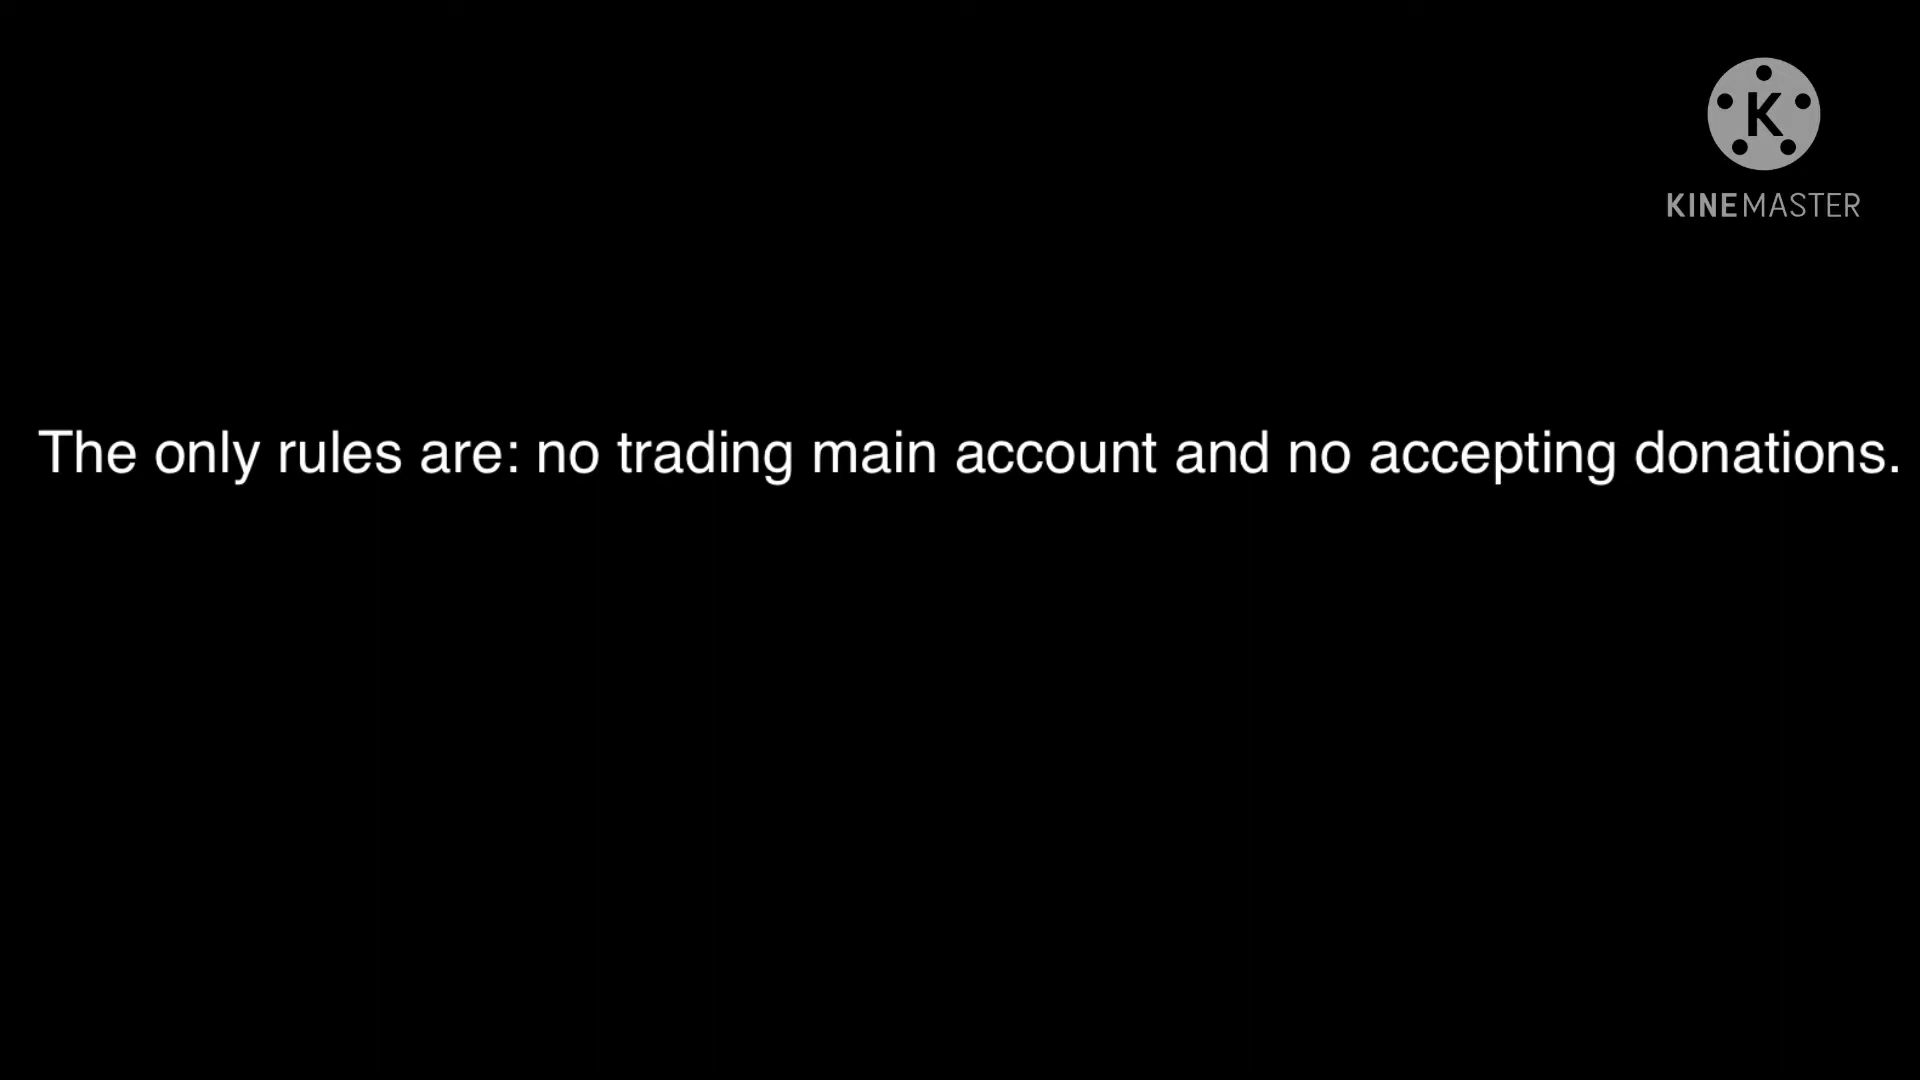 K
KINEMASTER
The only rules are: no trading main account and no accepting donations.